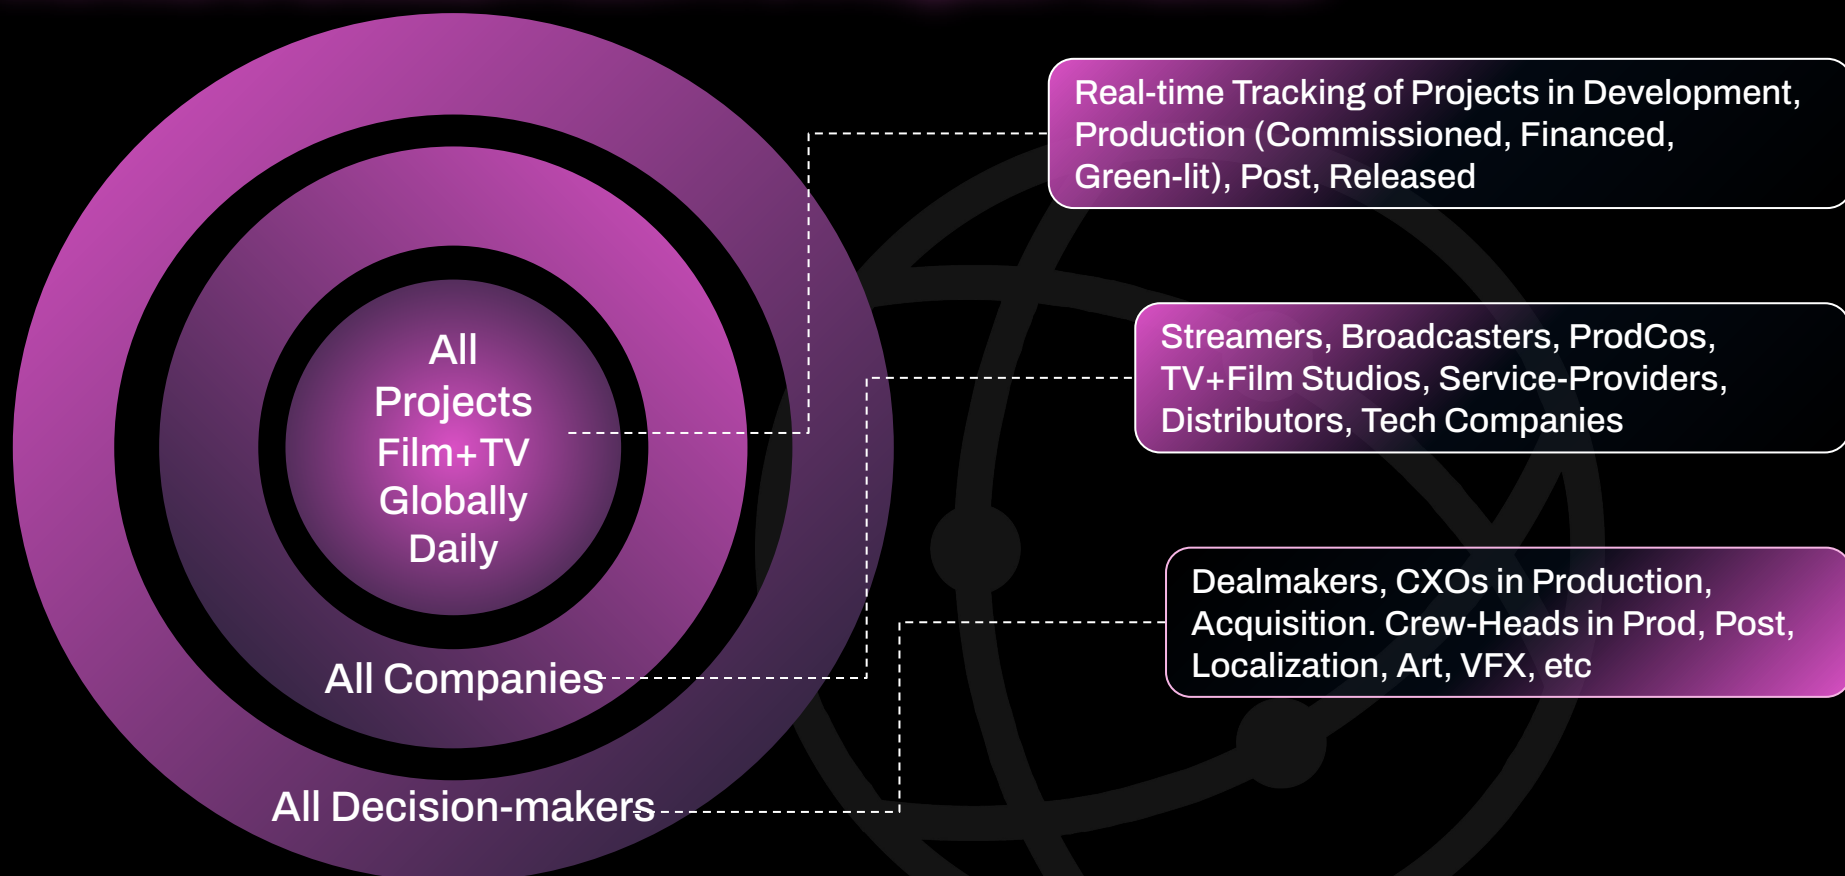 All
Projects
Film+TV
Globally
Daily
All Companies
All Decision-makers
Real-time Tracking of Projects in Development,
Production (Commissioned, Financed,
Green-lit), Post, Released
Streamers, Broadcasters, ProdCos,
TV+Film Studios, Service-Providers,
Distributors, Tech Companies
Dealmakers, CXOs in Production,
Acquisition. Crew-Heads in Prod, Post,
Localization, Art, VFX, etc